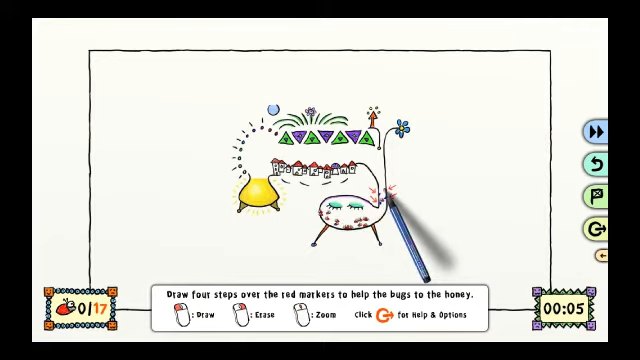 Draw four steps over the red markers to help the bugs to the honey.
: Draw : Erase : Zoom Click for Help & Options
0/17
00:05